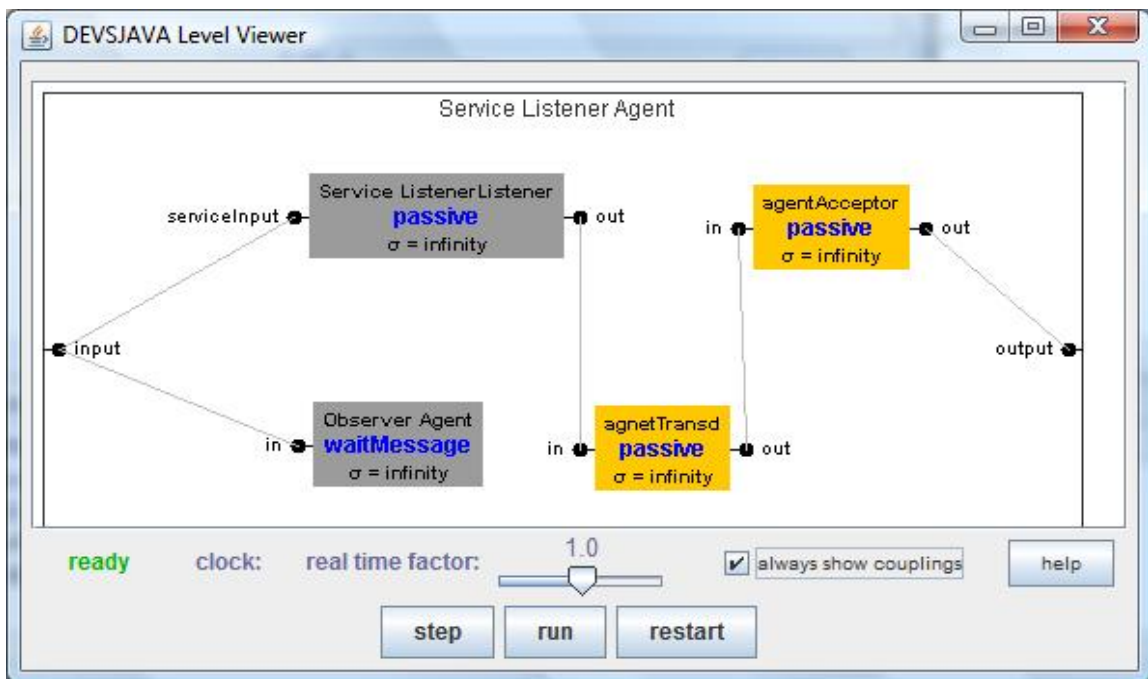 DEVSJAVA Level Viewer
Service Listener Agent
Service ListenerListener
passive
σ = infinity
serviceInput
out
agentAcceptor
passive
σ = infinity
in
out
input
output
Observer Agent
waitMessage
σ = infinity
in
agnetTransd
passive
σ = infinity
in
out
ready clock: real time factor: 1.0 always show couplings help
step run restart